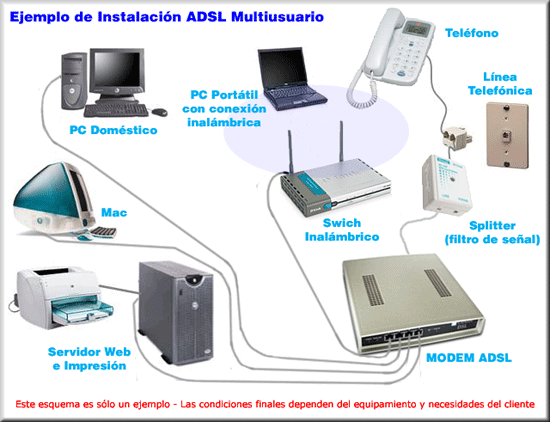 Ejemplo de Instalación ADSL Multiusuario
Teléfono
PC Portátil
con conexión
inalámbrica
Línea
Telefónica
PC Doméstico
Mac
Swich
Inalámbrico
Splitter
(filtro de señal)
Servidor Web
e Impresión
MODEM ADSL
Este esquema es sólo un ejemplo - Las condiciones finales dependen del equipamiento y necesidades del cliente